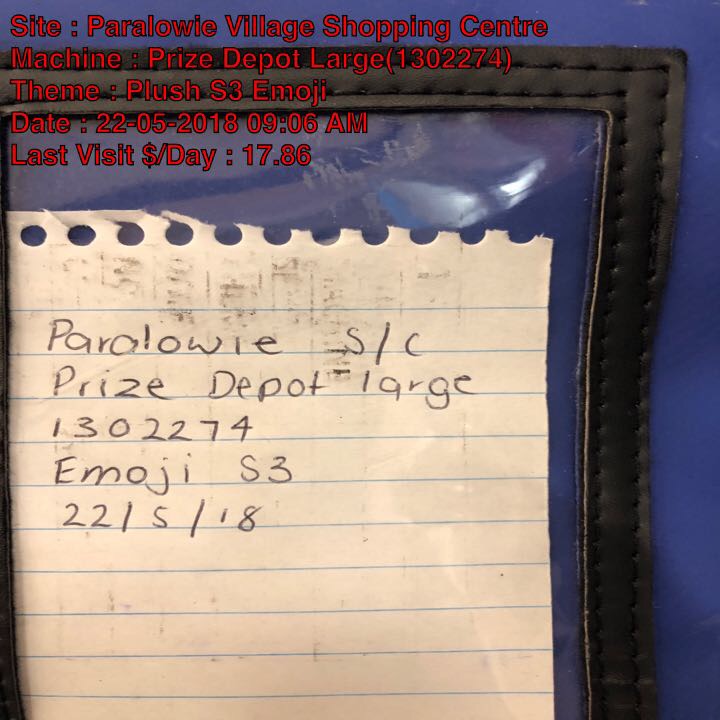 Site : Paralowie Village Shopping Centre
Machine : Prize Depot Large(1302274)
Theme : Plush S3 Emoji
Date : 22-05-2018 09:06 AM
Last Visit $/Day : 17.86
Paralowie S/C
Prize Depot large
1302274
Emoji S3
22/5/18